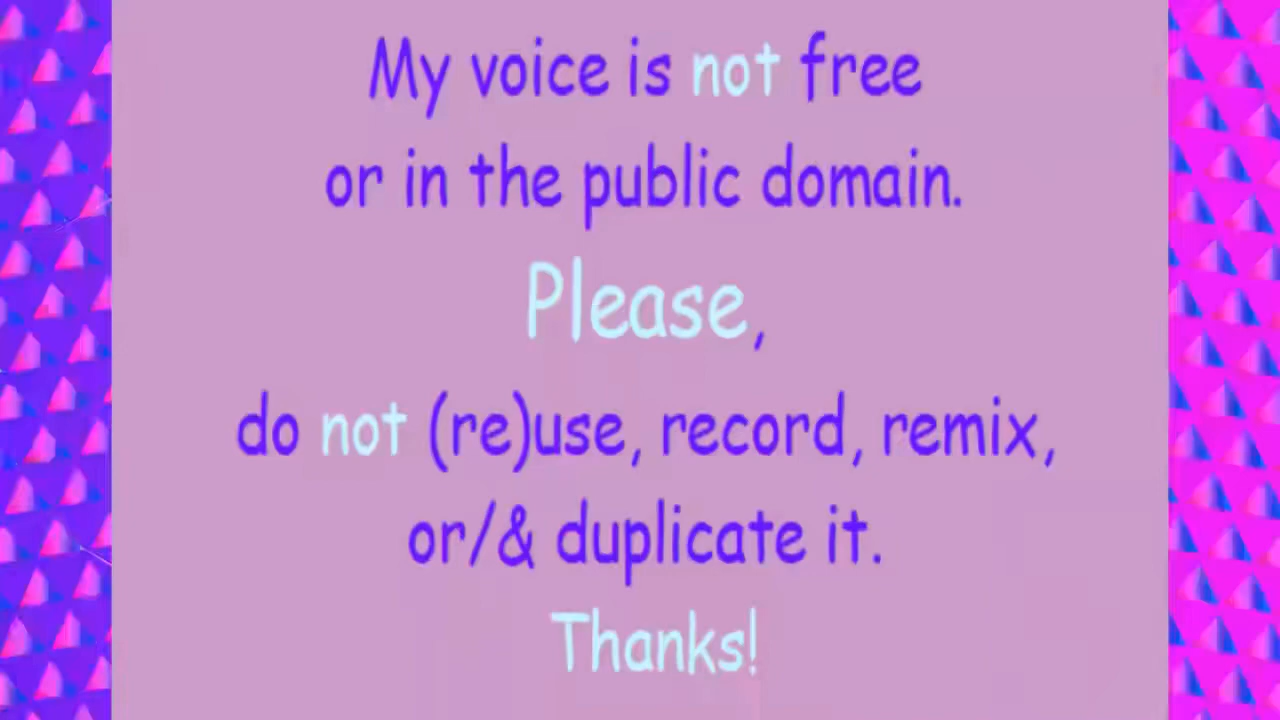 My voice is not free
or in the public domain.
Please,
do not (re)use, record, remix,
or/& duplicate it.
Thanks!